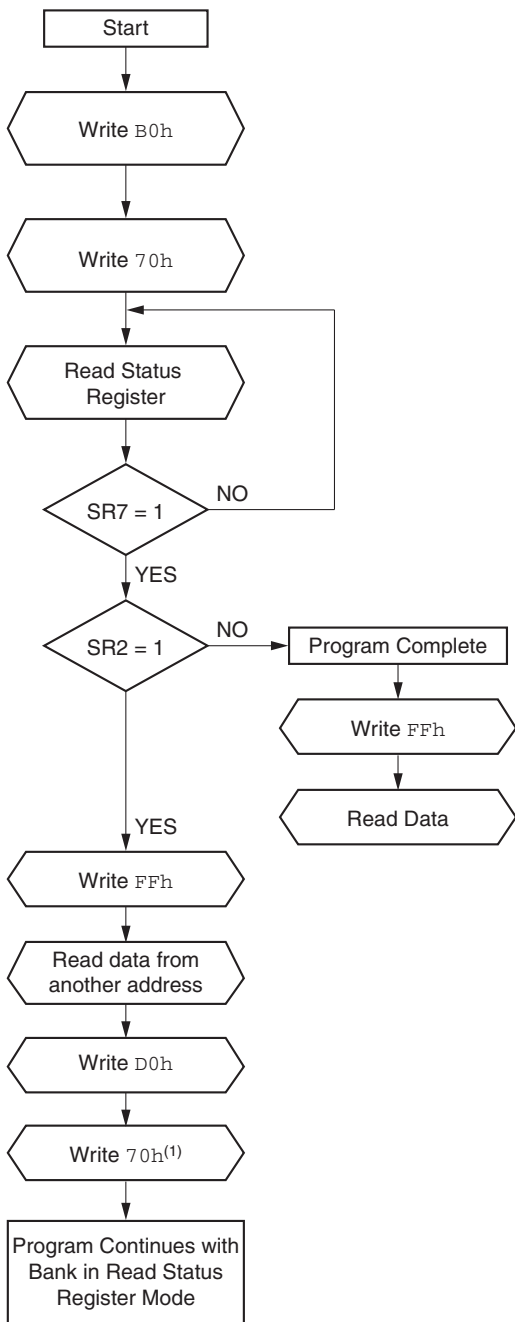 Start
Write B0h
Write 70h
Read Status
Register
SR7 = 1
NO
YES
SR2 = 1
NO
Program Complete
Write FFh
Read Data
YES
Write FFh
Read data from
another address
Write D0h
Write 70h(1)
Program Continues with
Bank in Read Status
Register Mode